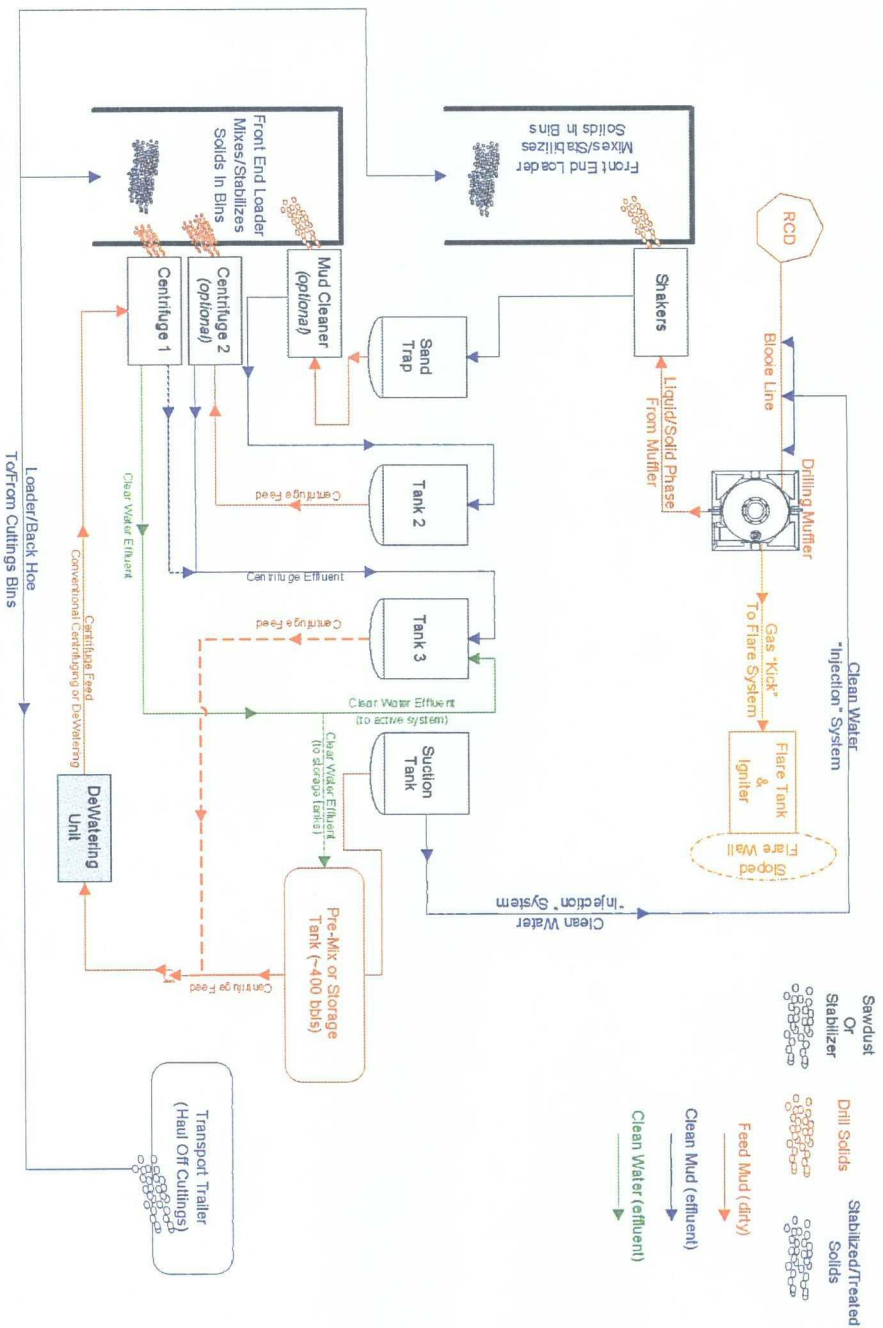 Sawdust
Or
Stabilizer
Drill Solids
Stabilized/Treated
Solids
Feed Mud (dirty)
Clean Mud (effluent)
Clean Water (effluent)
Clean Water
"Injection" System
RCD
Blooie Line
Drilling Muffler
Gas "Kick"
To Flare System
Flare Tank
&
Igniter
Sloped
Flare Wall
Liquid/Solid Phase
From Muffler
Clean Water
"Injection" System
Front End Loader
Mixes/Stabilizes
Solids In Bins
Shakers
Sand
Trap
Tank 2
Tank 3
Suction
Tank
Centrifuge Feed
Centrifuge Feed
Front End Loader
Mixes/Stabilizes
Solids In Bins
Mud Cleaner
(optional)
Centrifuge 2
(optional)
Centrifuge 1
Centrifuge Effluent
Clear Water Effluent
Clear Water Effluent
(to active system)
Clear Water Effluent
(to storage tanks)
Pre-Mix or Storage
Tank (~400 bbls)
Centrifuge Feed
DeWatering
Unit
Centrifuge Feed
Conventional Centrifuging or DeWatering
Loader/Back Hoe
To/From Cuttings Bins
Transport Trailer
(Haul Off Cuttings)